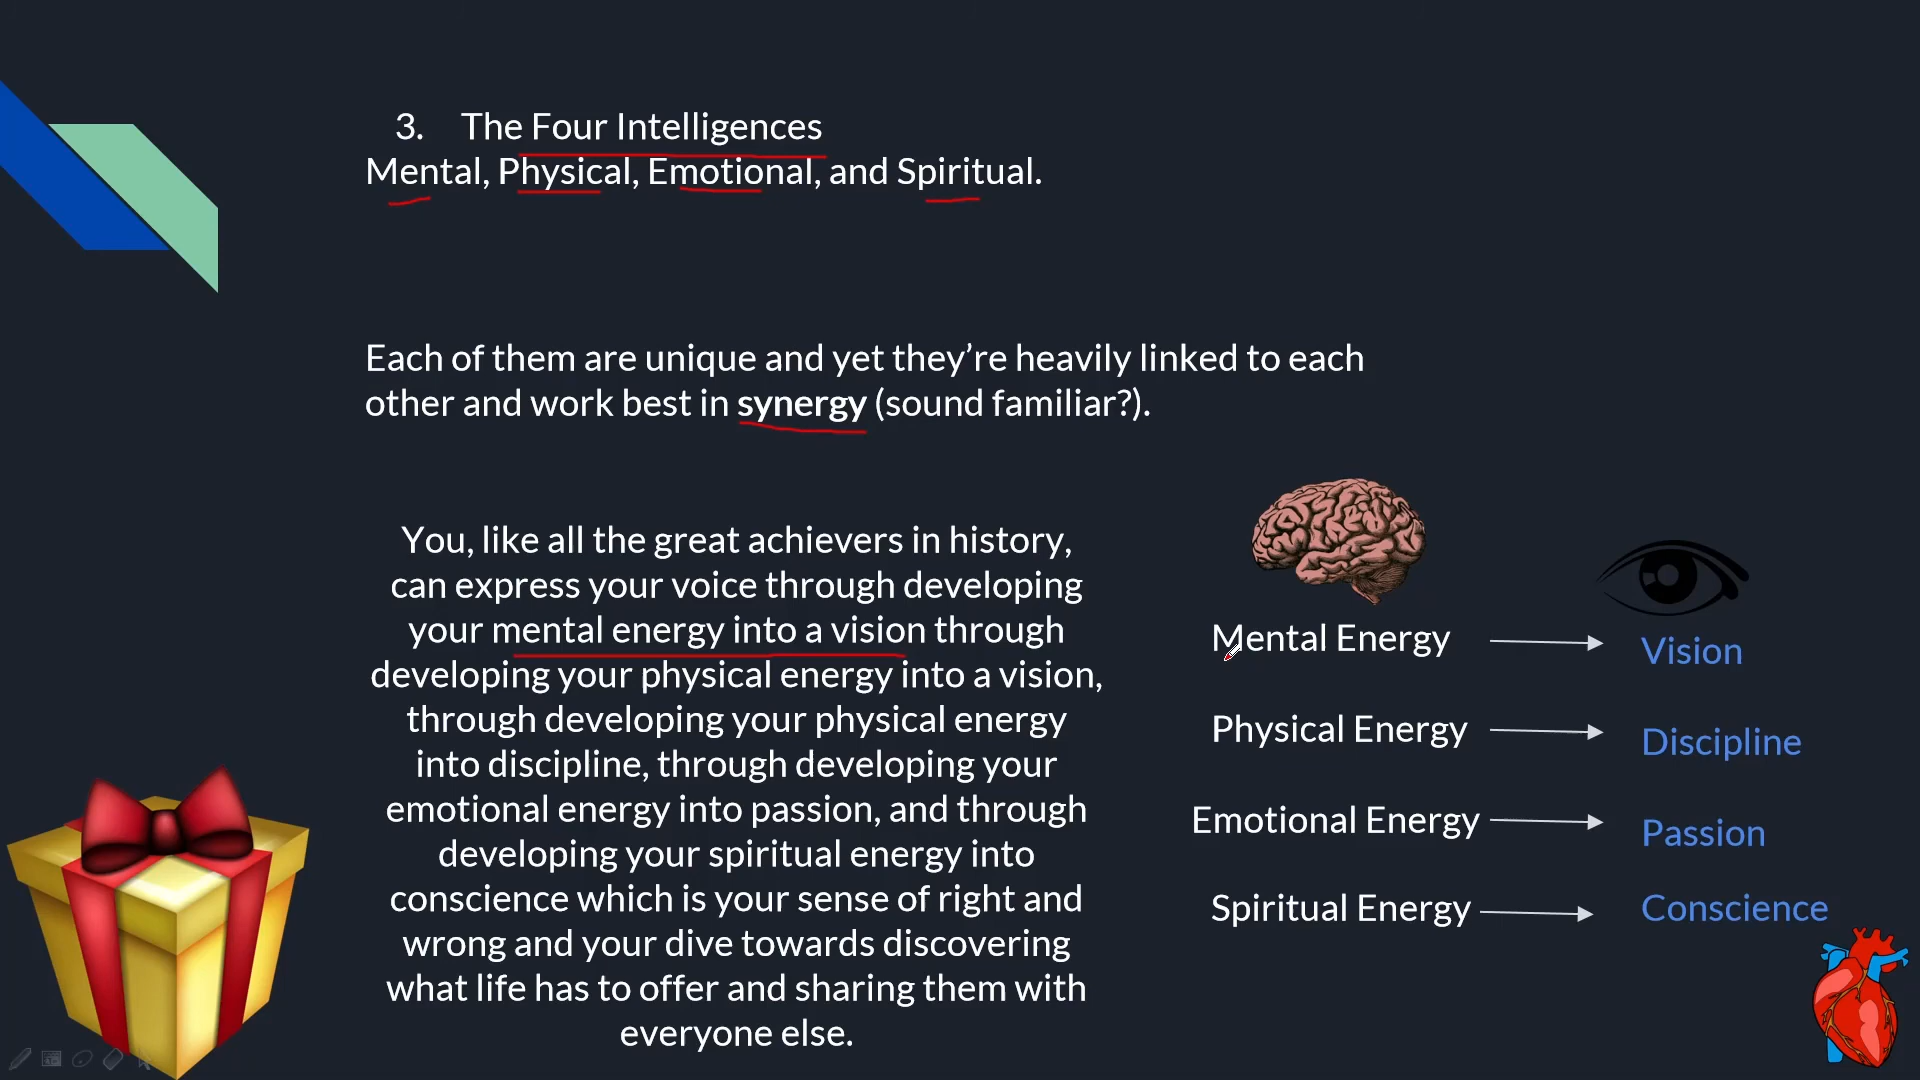 3. The Four Intelligences
Mental, Physical, Emotional, and Spiritual.
Each of them are unique and yet they’re heavily linked to each
other and work best in synergy (sound familiar?).
You, like all the great achievers in history,
can express your voice through developing
your mental energy into a vision through
developing your physical energy into a vision,
through developing your physical energy
into discipline, through developing your
emotional energy into passion, and through
developing your spiritual energy into
conscience which is your sense of right and
wrong and your dive towards discovering
what life has to offer and sharing them with
everyone else.
Mental Energy
Vision
Physical Energy
Discipline
Emotional Energy
Passion
Spiritual Energy
Conscience